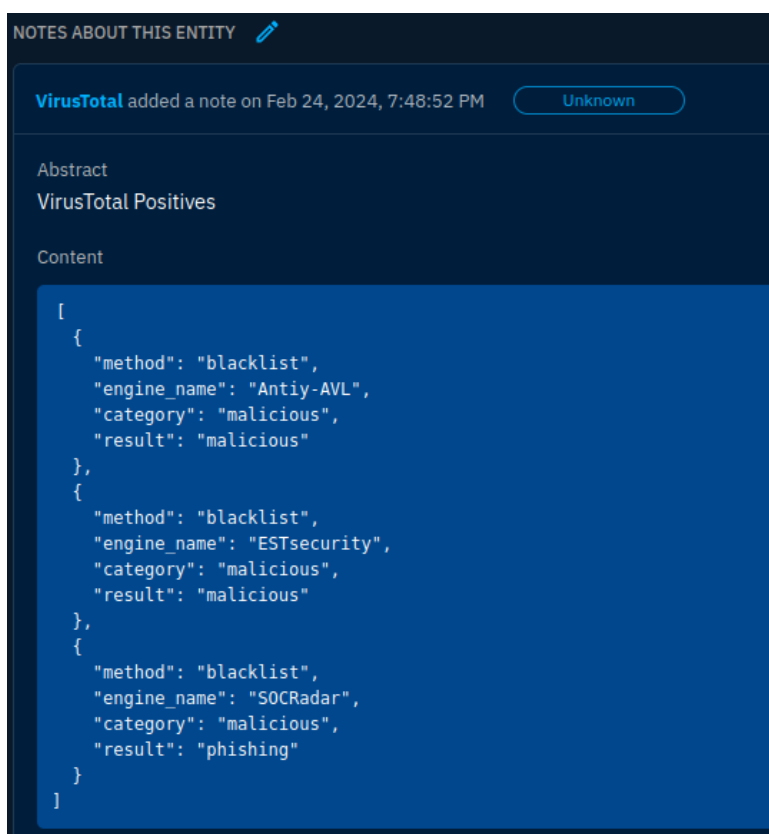 NOTES ABOUT THIS ENTITY
VirusTotal added a note on Feb 24, 2024, 7:48:52 PM Unknown
Abstract
VirusTotal Positives
Content
[
  {
    "method": "blacklist",
    "engine_name": "Antiy-AVL",
    "category": "malicious",
    "result": "malicious"
  },
  {
    "method": "blacklist",
    "engine_name": "ESTsecurity",
    "category": "malicious",
    "result": "malicious"
  },
  {
    "method": "blacklist",
    "engine_name": "SOCRadar",
    "category": "malicious",
    "result": "phishing"
  }
]